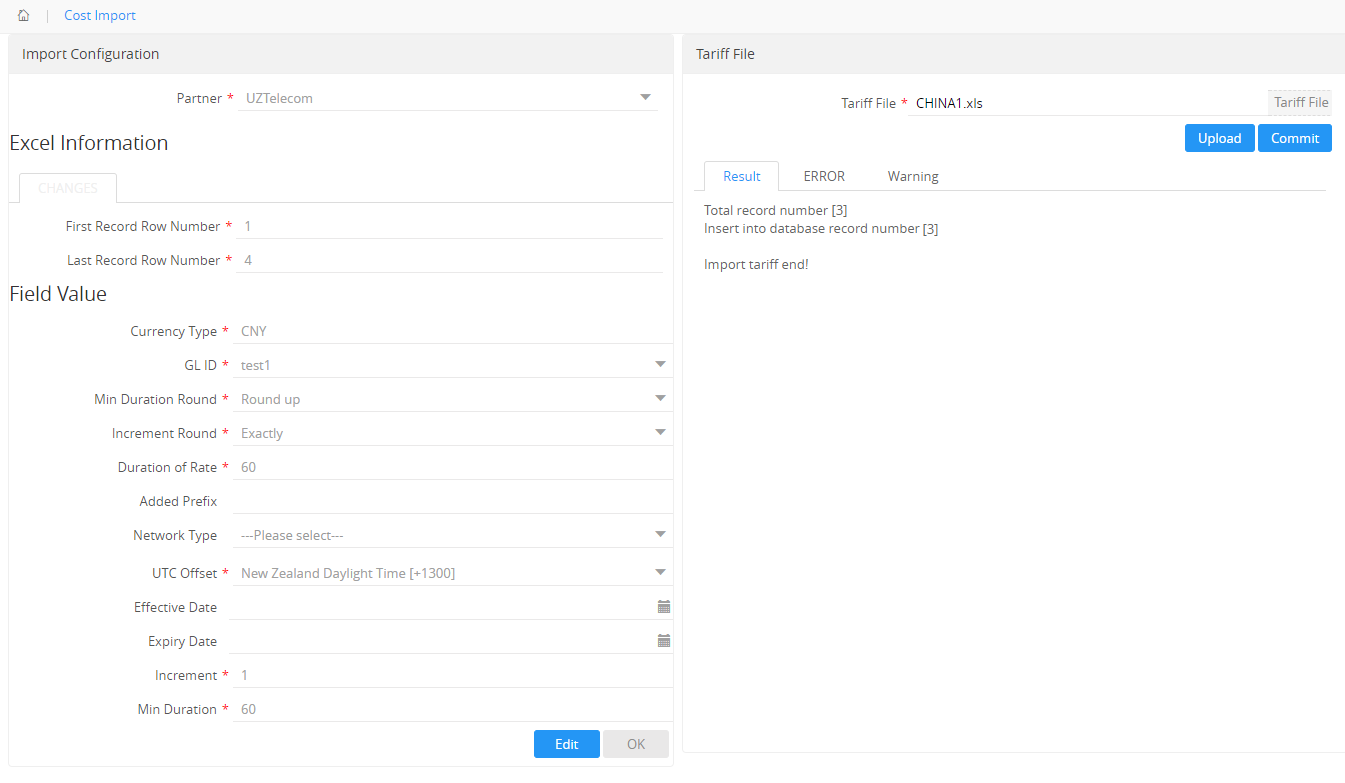 Cost Import
Import Configuration
Partner * UZTelecom
Excel Information
CHANGES
First Record Row Number * 1
Last Record Row Number * 4
Field Value
Currency Type * CNY
GL ID * test1
Min Duration Round * Round up
Increment Round * Exactly
Duration of Rate * 60
Added Prefix
Network Type ---Please select---
UTC Offset * New Zealand Daylight Time [+1300]
Effective Date
Expiry Date
Increment * 1
Min Duration * 60
Edit OK
Tariff File
Tariff File * CHINA1.xls Tariff File
Upload Commit
Result ERROR Warning
Total record number [3]
Insert into database record number [3]
Import tariff end!